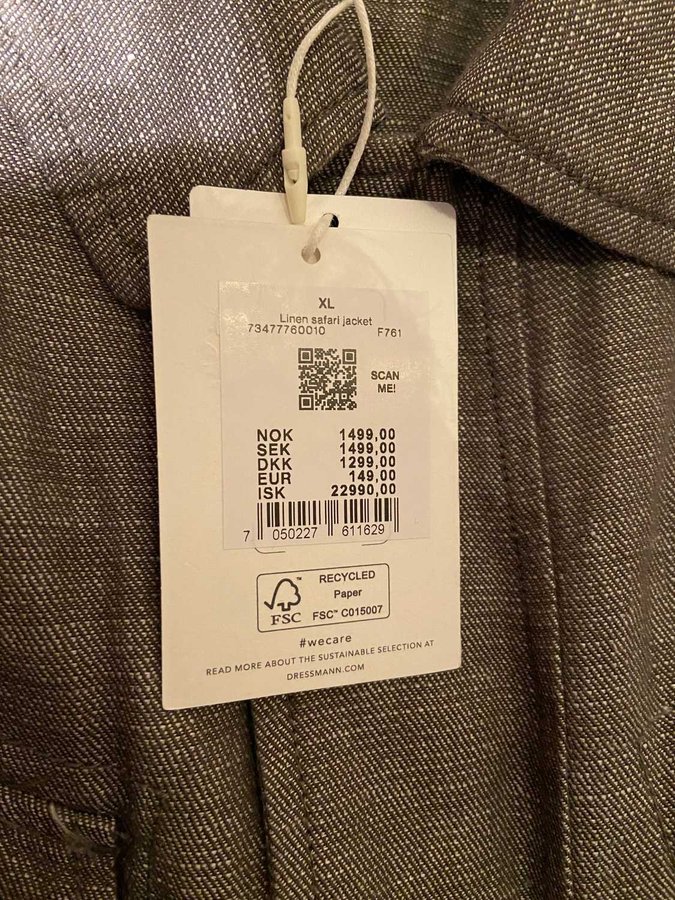 XL
Linen safari jacket
73477760010 F761
SCAN
ME!
NOK 1499,00
SEK 1499,00
DKK 1299,00
EUR 149,00
ISK 22990,00
7 050227 611629
RECYCLED
Paper
FSC™ C015007
™
FSC
#wecare
READ MORE ABOUT THE SUSTAINABLE SELECTION AT
DRESSMANN.COM